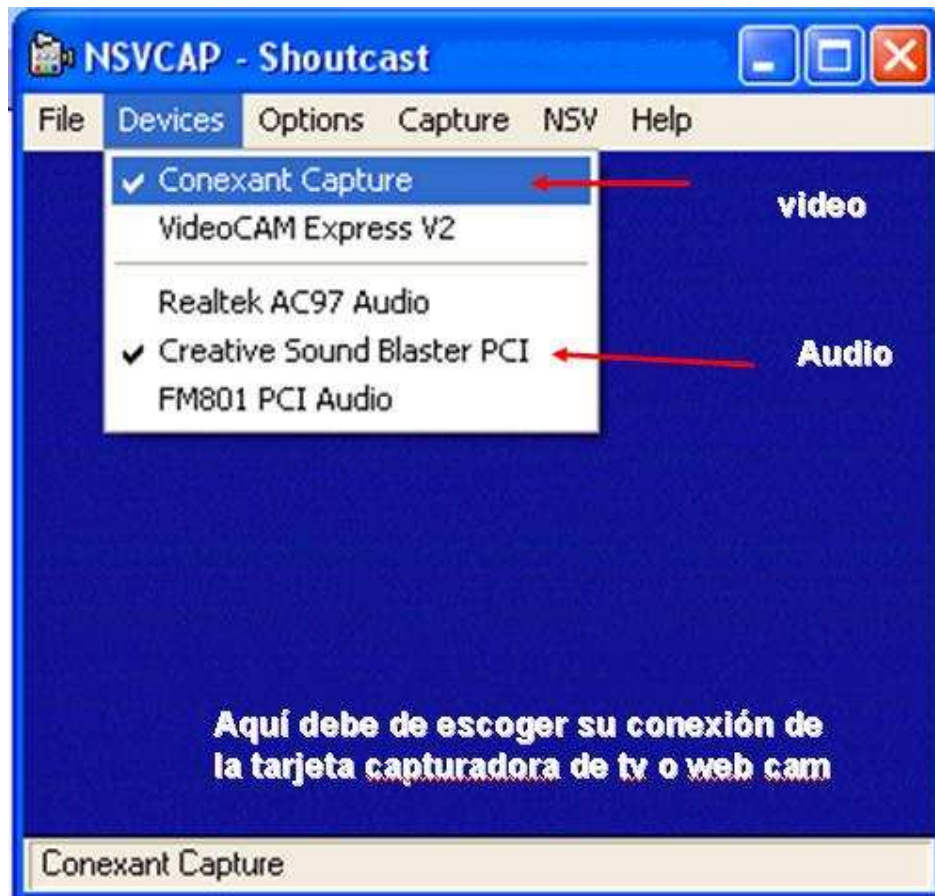 NSVCAP - Shoutcast
File Devices Options Capture NSV Help
Conexant Capture
video
VideoCAM Express V2
Realtek AC97 Audio
Creative Sound Blaster PCI
Audio
FM801 PCI Audio
Aquí debe de escoger su conexión de
la tarjeta capturadora de tv o web cam
Conexant Capture